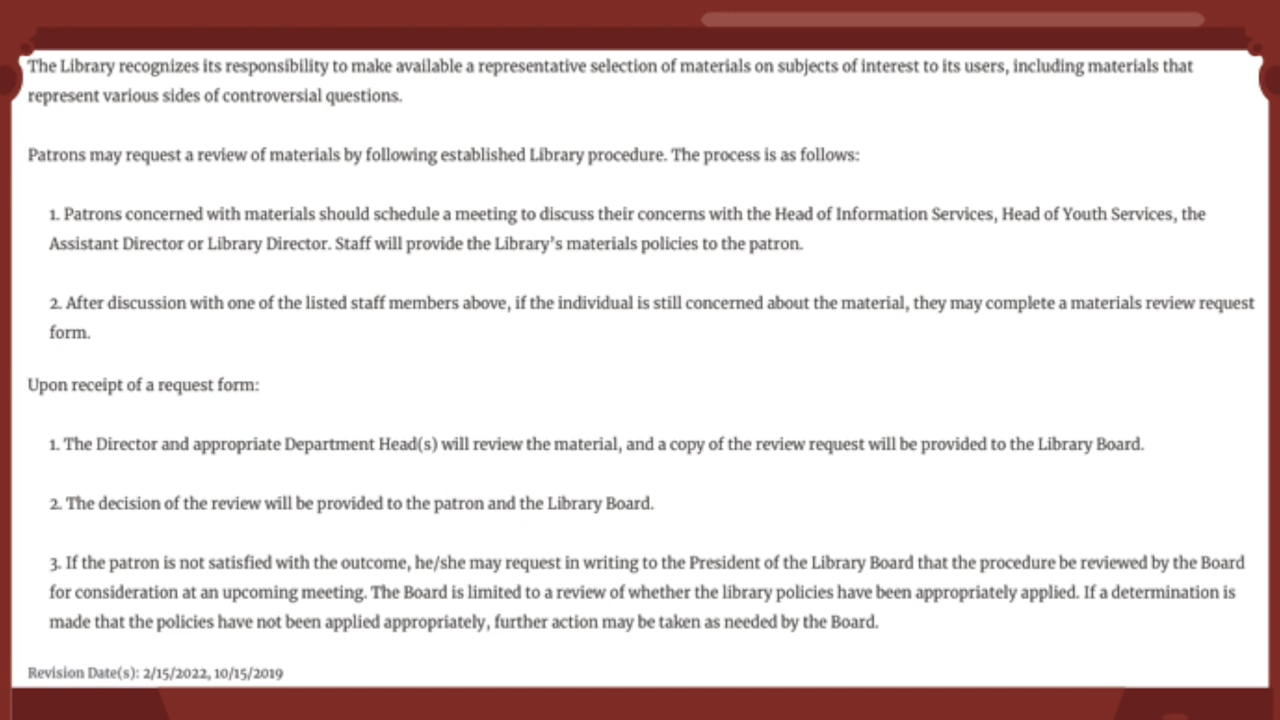 The Library recognizes its responsibility to make available a representative selection of materials on subjects of interest to its users, including materials that
represent various sides of controversial questions.
Patrons may request a review of materials by following established Library procedure. The process is as follows:
1. Patrons concerned with materials should schedule a meeting to discuss their concerns with the Head of Information Services, Head of Youth Services, the
Assistant Director or Library Director. Staff will provide the Library's materials policies to the patron.
2. After discussion with one of the listed staff members above, if the individual is still concerned about the material, they may complete a materials review request
form.
Upon receipt of a request form:
1. The Director and appropriate Department Head(s) will review the material, and a copy of the review request will be provided to the Library Board.
2. The decision of the review will be provided to the patron and the Library Board.
3. If the patron is not satisfied with the outcome, he/she may request in writing to the President of the Library Board that the procedure be reviewed by the Board
for consideration at an upcoming meeting. The Board is limited to a review of whether the library policies have been appropriately applied. If a determination is
made that the policies have not been applied appropriately, further action may be taken as needed by the Board.
Revision Date(s): 2/15/2022, 10/15/2019